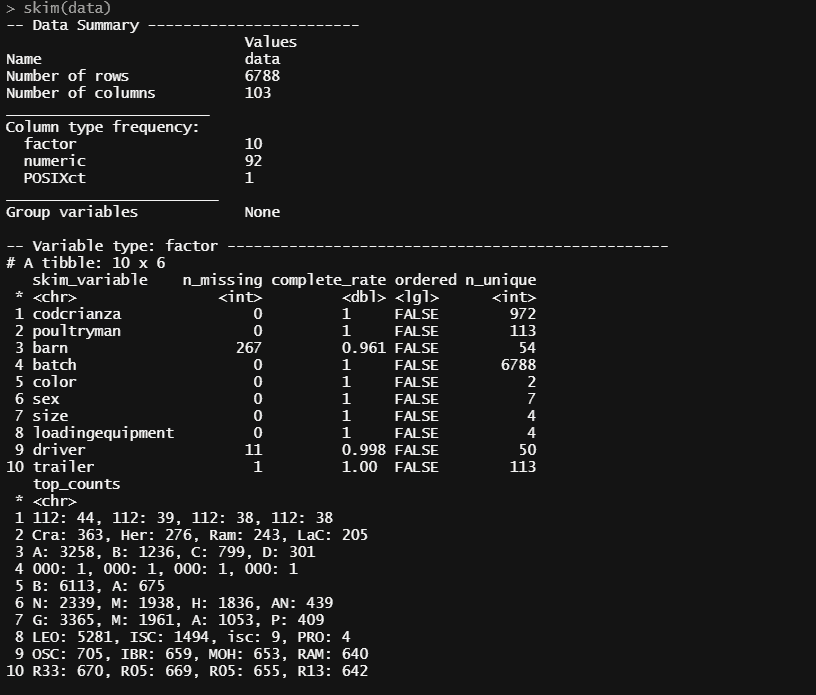 > skim(data)
-- Data Summary ------------------------
                           Values
Name                       data
Number of rows             6788
Number of columns          103
_______________________
Column type frequency:
  factor                   10
  numeric                  92
  POSIXct                  1
________________________
Group variables            None

-- Variable type: factor --------------------------------------------------
# A tibble: 10 x 6
   skim_variable    n_missing complete_rate ordered n_unique
 * <chr>                <int>         <dbl> <lgl>      <int>
 1 codcrianza               0         1     FALSE        972
 2 poultryman               0         1     FALSE        113
 3 barn                   267         0.961 FALSE         54
 4 batch                    0         1     FALSE       6788
 5 color                    0         1     FALSE          2
 6 sex                      0         1     FALSE          7
 7 size                     0         1     FALSE          4
 8 loadingequipment         0         1     FALSE          4
 9 driver                  11         0.998 FALSE         50
10 trailer                  1         1.00  FALSE        113
   top_counts
 * <chr>
 1 112: 44, 112: 39, 112: 38, 112: 38
 2 Cra: 363, Her: 276, Ram: 243, LaC: 205
 3 A: 3258, B: 1236, C: 799, D: 301
 4 000: 1, 000: 1, 000: 1, 000: 1
 5 B: 6113, A: 675
 6 N: 2339, M: 1938, H: 1836, AN: 439
 7 G: 3365, M: 1961, A: 1053, P: 409
 8 LEO: 5281, ISC: 1494, isc: 9, PRO: 4
 9 OSC: 705, IBR: 659, MOH: 653, RAM: 640
10 R33: 670, R05: 669, R05: 655, R13: 642